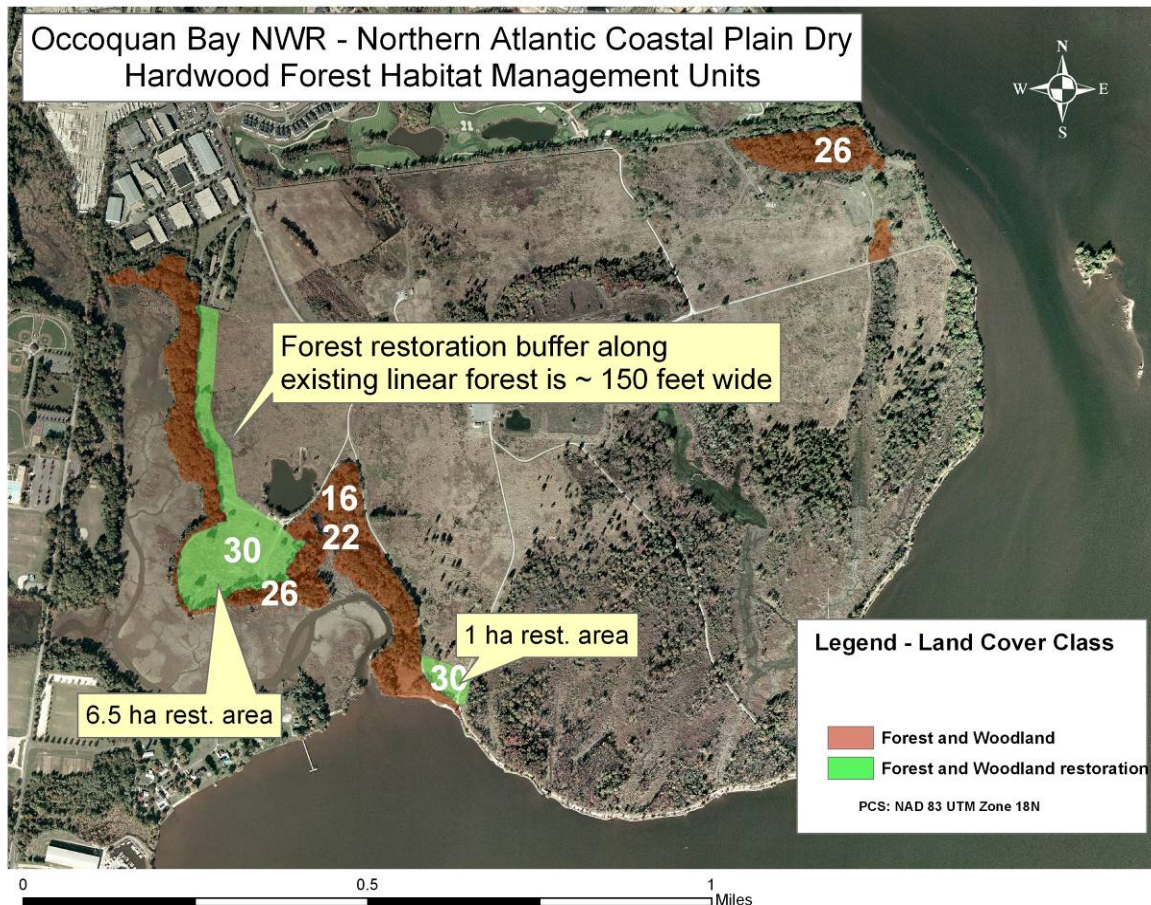 Occoquan Bay NWR - Northern Atlantic Coastal Plain Dry
Hardwood Forest Habitat Management Units
N
W E
S
11
26
Forest restoration buffer along
existing linear forest is ~ 150 feet wide
16
22
30
26
1 ha rest. area
30
6.5 ha rest. area
Legend - Land Cover Class
Forest and Woodland
Forest and Woodland restoration
PCS: NAD 83 UTM Zone 18N
0 0.5 1
Miles